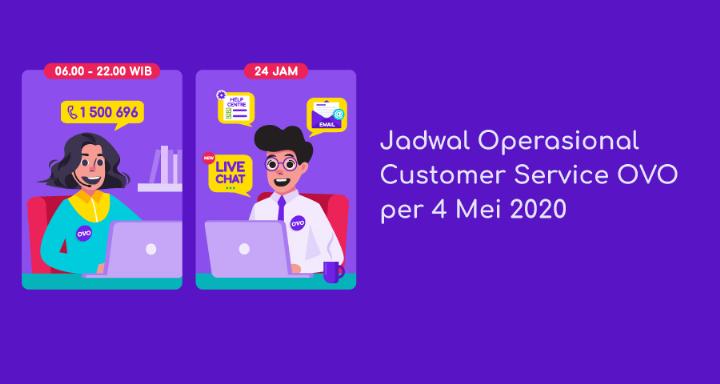 06.00 - 22.00 WIB
1 500 696
OVO
24 JAM
HELP
CENTRE
EMAIL
NEW
LIVE
CHAT
OVO
Jadwal Operasional
Customer Service OVO
per 4 Mei 2020